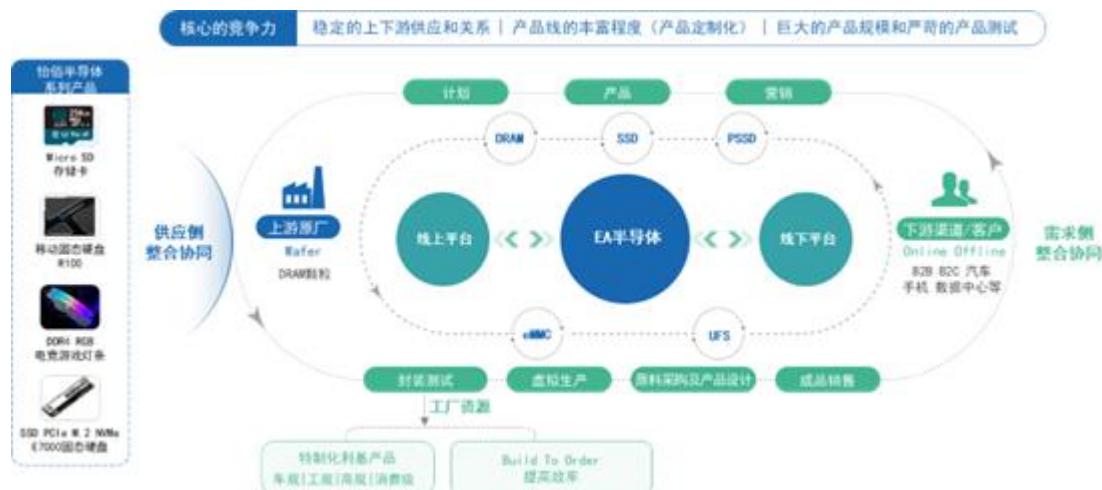 核心的竞争力
稳定的上下游供应和关系 | 产品线的丰富程度（产品定制化） | 巨大的产品规模和严苛的产品测试
怡佰半导体
系列产品
Micro SD
存储卡
移动固态硬盘
R100
DDR4 RGB
电竞游戏灯条
SSD PCIe M.2 NVMe
E7000固态硬盘
供应侧
整合协同
计划
产品
营销
DRAM
SSD
PSSD
上游原厂
Wafer
DRAM颗粒
线上平台
EA半导体
线下平台
下游渠道/客户
Online Offline
B2B B2C 汽车
手机 数据中心等
需求侧
整合协同
eMMC
UFS
封装测试
虚拟生产
原料采购及产品设计
成品销售
工厂资源
特制化利基产品
车规|工规|商规|消费级
Build To Order
提高效率